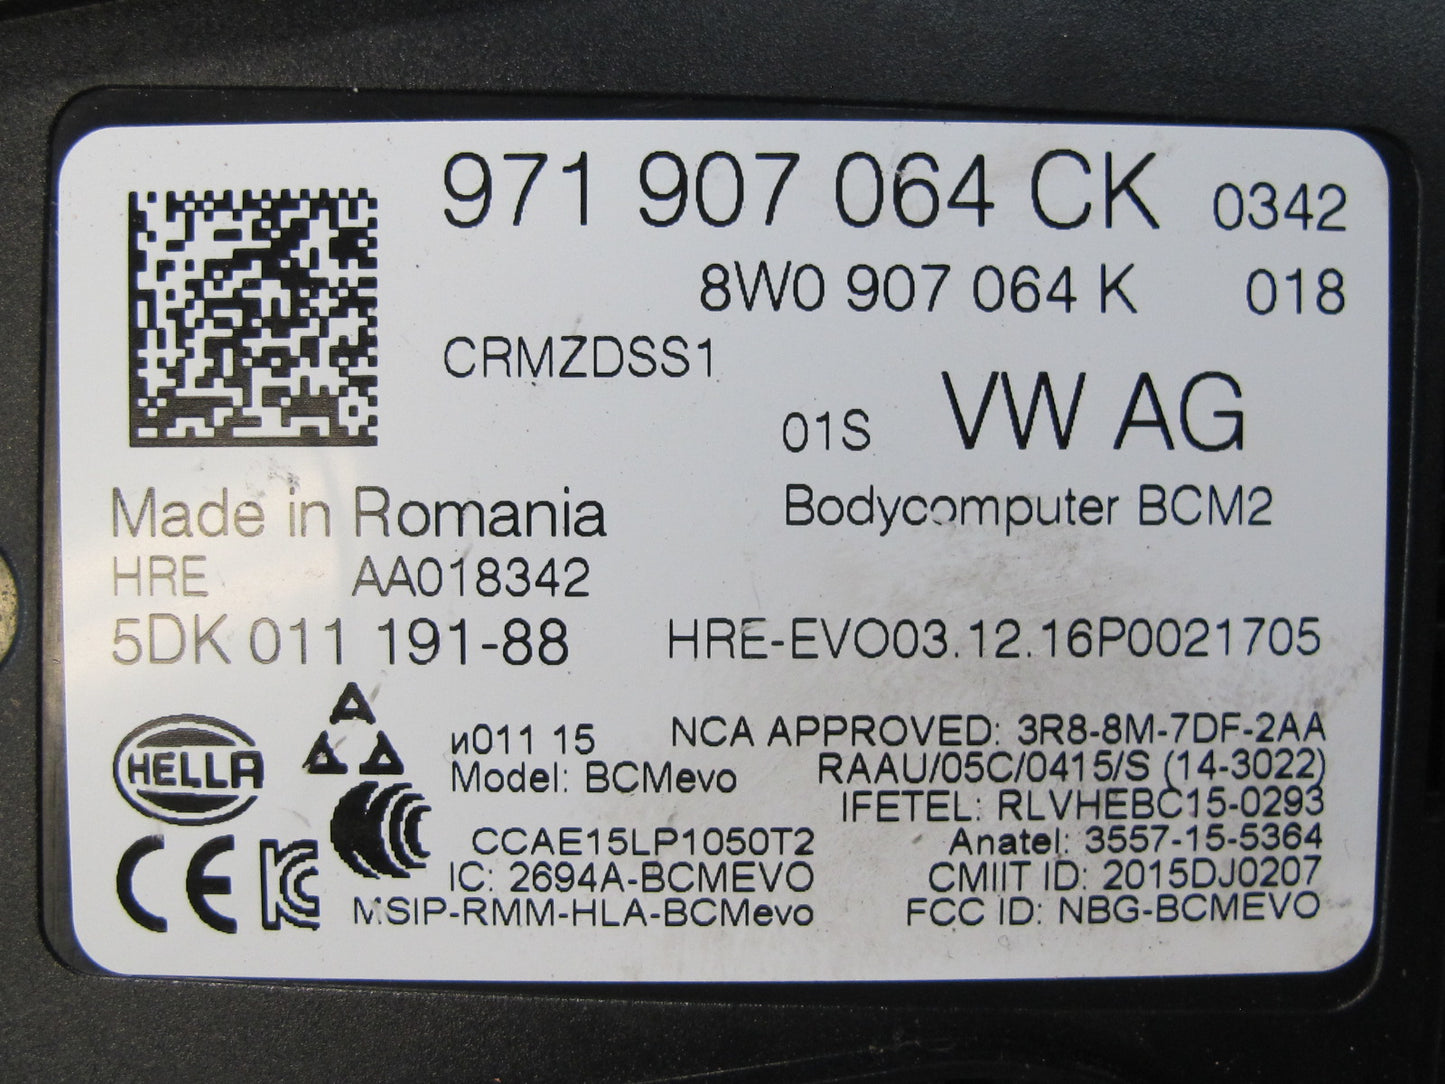 971 907 064 CK 0342
8W0 907 064 K 018
CRMZDSS1
01S VW AG
Made in Romania Bodycomputer BCM2
HRE AA018342
5DK 011 191-88 HRE-EVO03.12.16P0021705
HELLA
и011 15 NCA APPROVED: 3R8-8M-7DF-2AA
Model: BCMevo RAAU/05C/0415/S (14-3022)
IFETEL: RLVHEBC15-0293
CCAE15LP1050T2 Anatel: 3557-15-5364
IC: 2694A-BCMEVO CMIIT ID: 2015DJ0207
CE KC MSIP-RMM-HLA-BCMevo FCC ID: NBG-BCMEVO